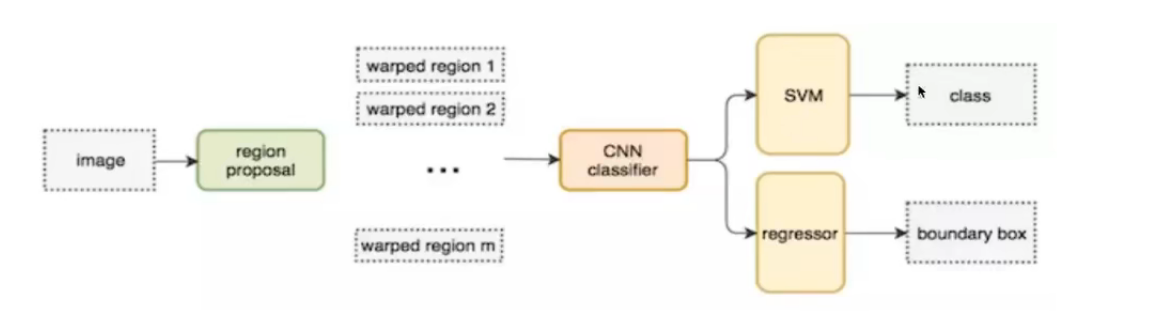 image
region
proposal
warped region 1
warped region 2
...
warped region m
CNN
classifier
SVM
class
regressor
boundary box